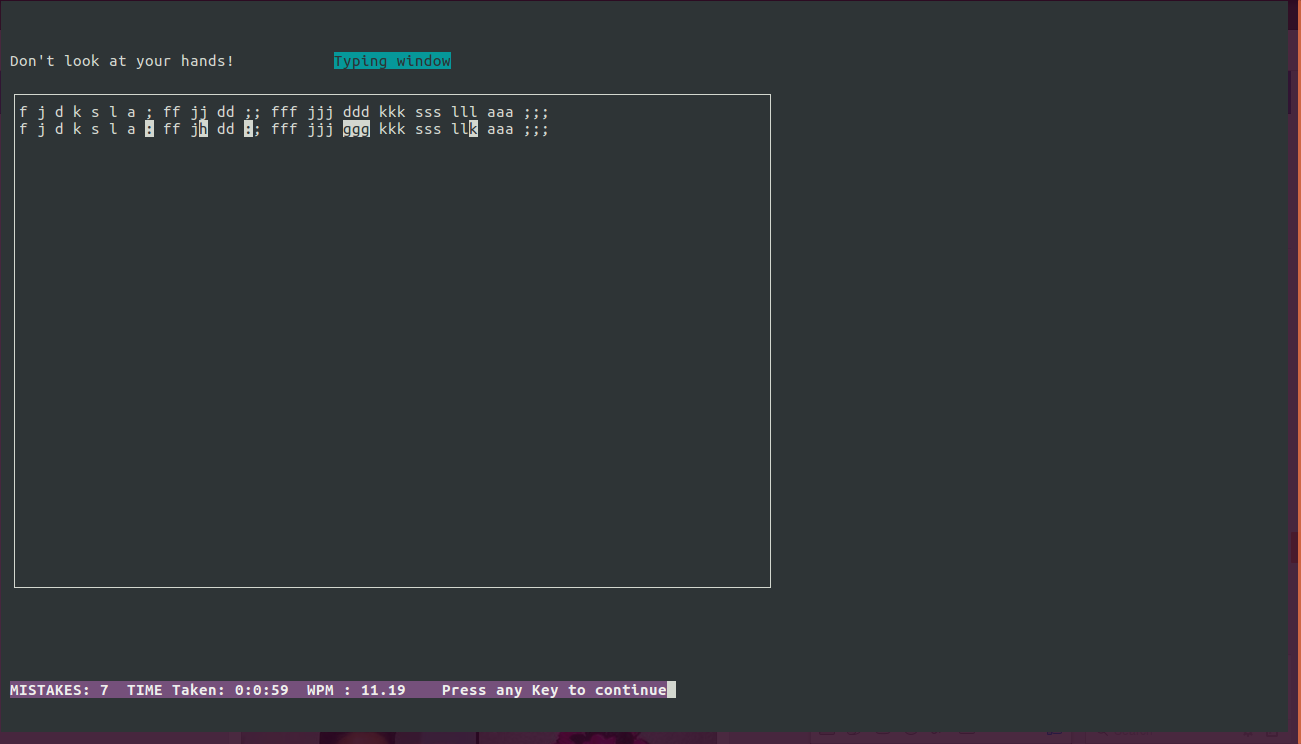 Don't look at your hands! Typing window
f j d k s l a ; ff jj dd ;; fff jjj ddd kkk sss lll aaa ;;;
f j d k s l a : ff jh dd :; fff jjj ggg kkk sss llk aaa ;;;
MISTAKES: 7 TIME Taken: 0:0:59 WPM : 11.19 Press any Key to continue